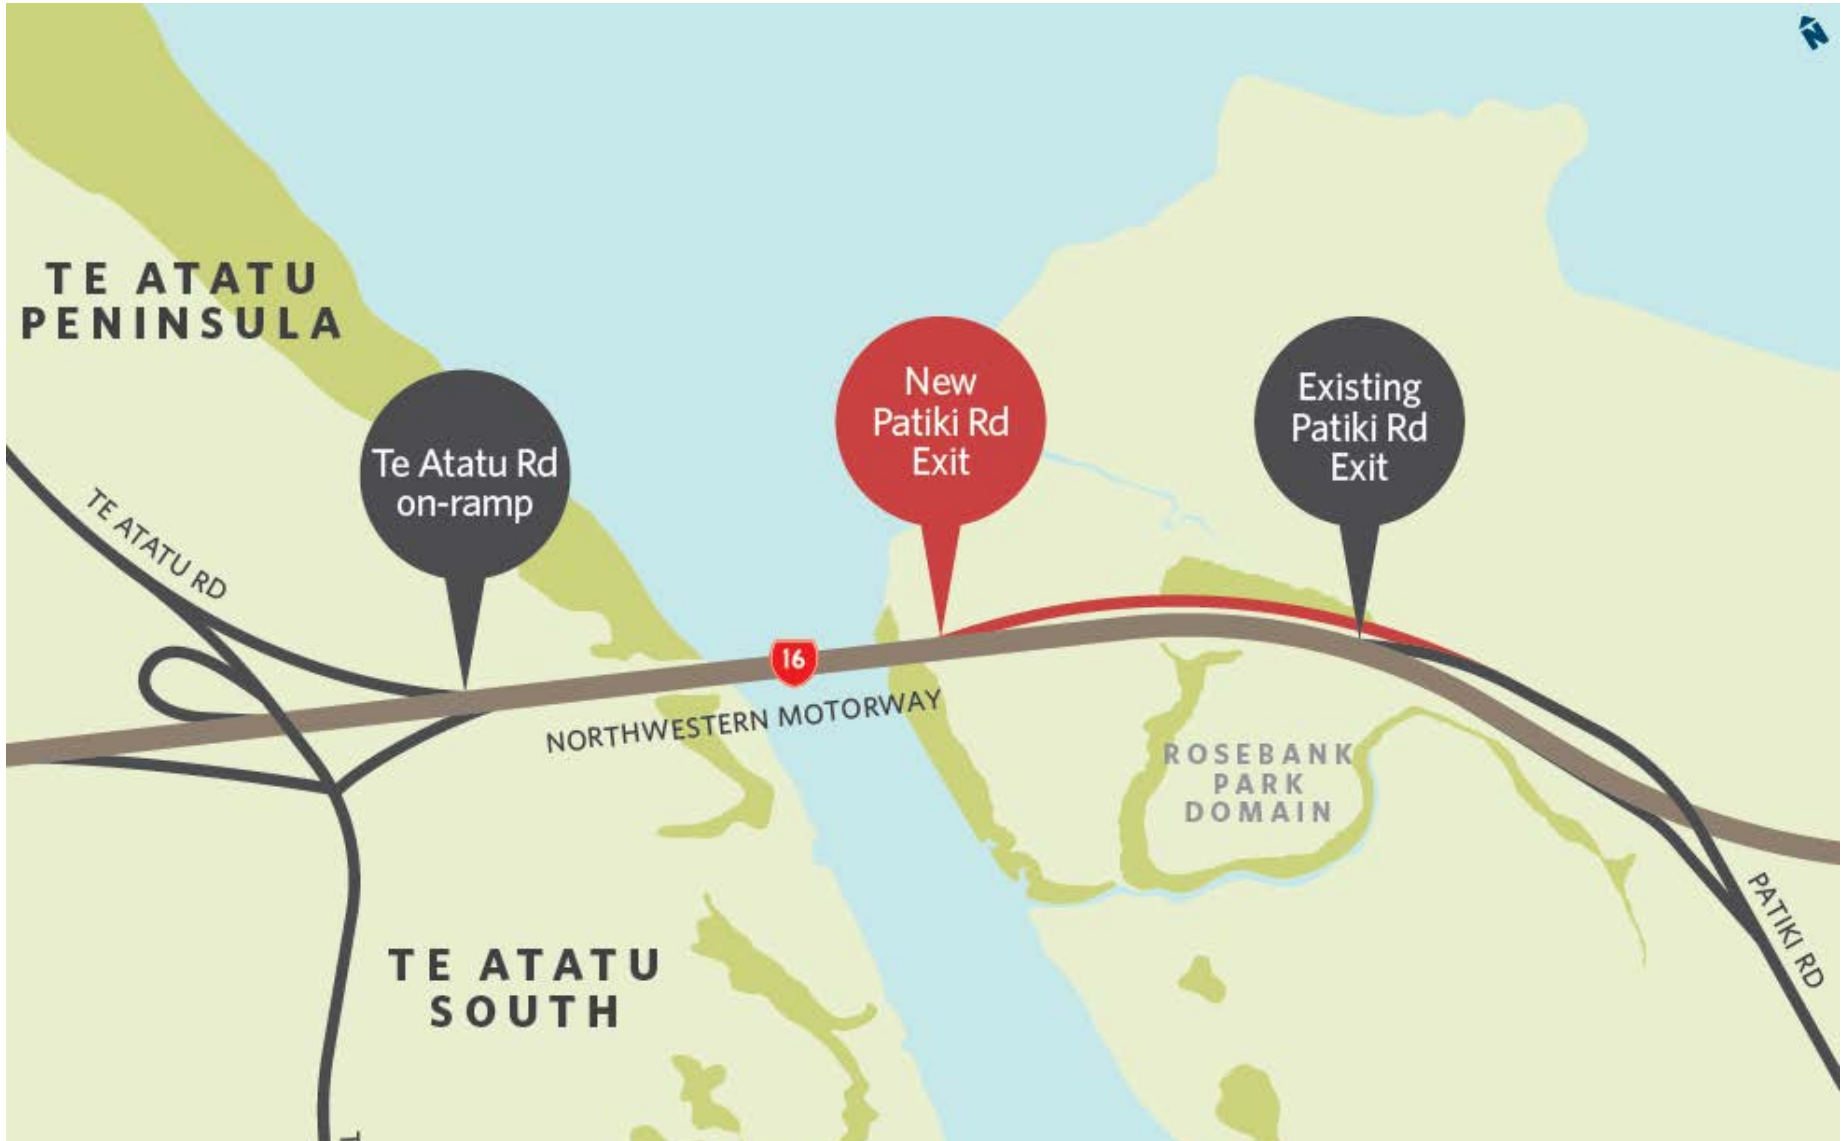 N
TE ATATU
PENINSULA
Te Atatu Rd
on-ramp
New
Patiki Rd
Exit
Existing
Patiki Rd
Exit
TE ATATU RD
16
NORTHWESTERN MOTORWAY
ROSEBANK
PARK
DOMAIN
PATIKI RD
TE ATATU
SOUTH